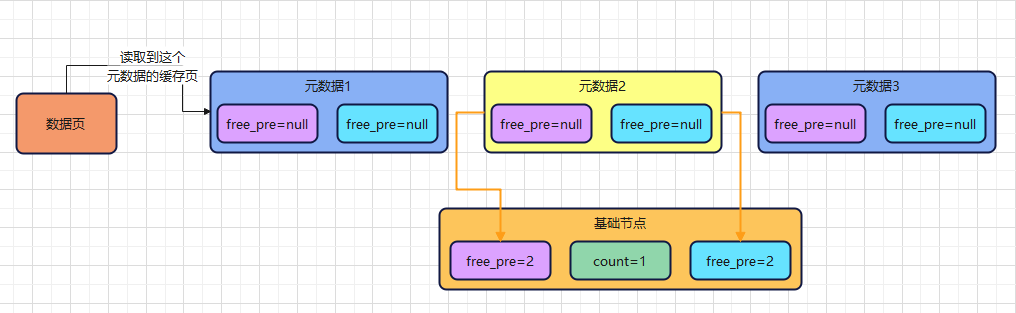 读取到这个
元数据的缓存页
数据页
元数据1
free_pre=null
free_pre=null
元数据2
free_pre=null
free_pre=null
元数据3
free_pre=null
free_pre=null
基础节点
free_pre=2
count=1
free_pre=2